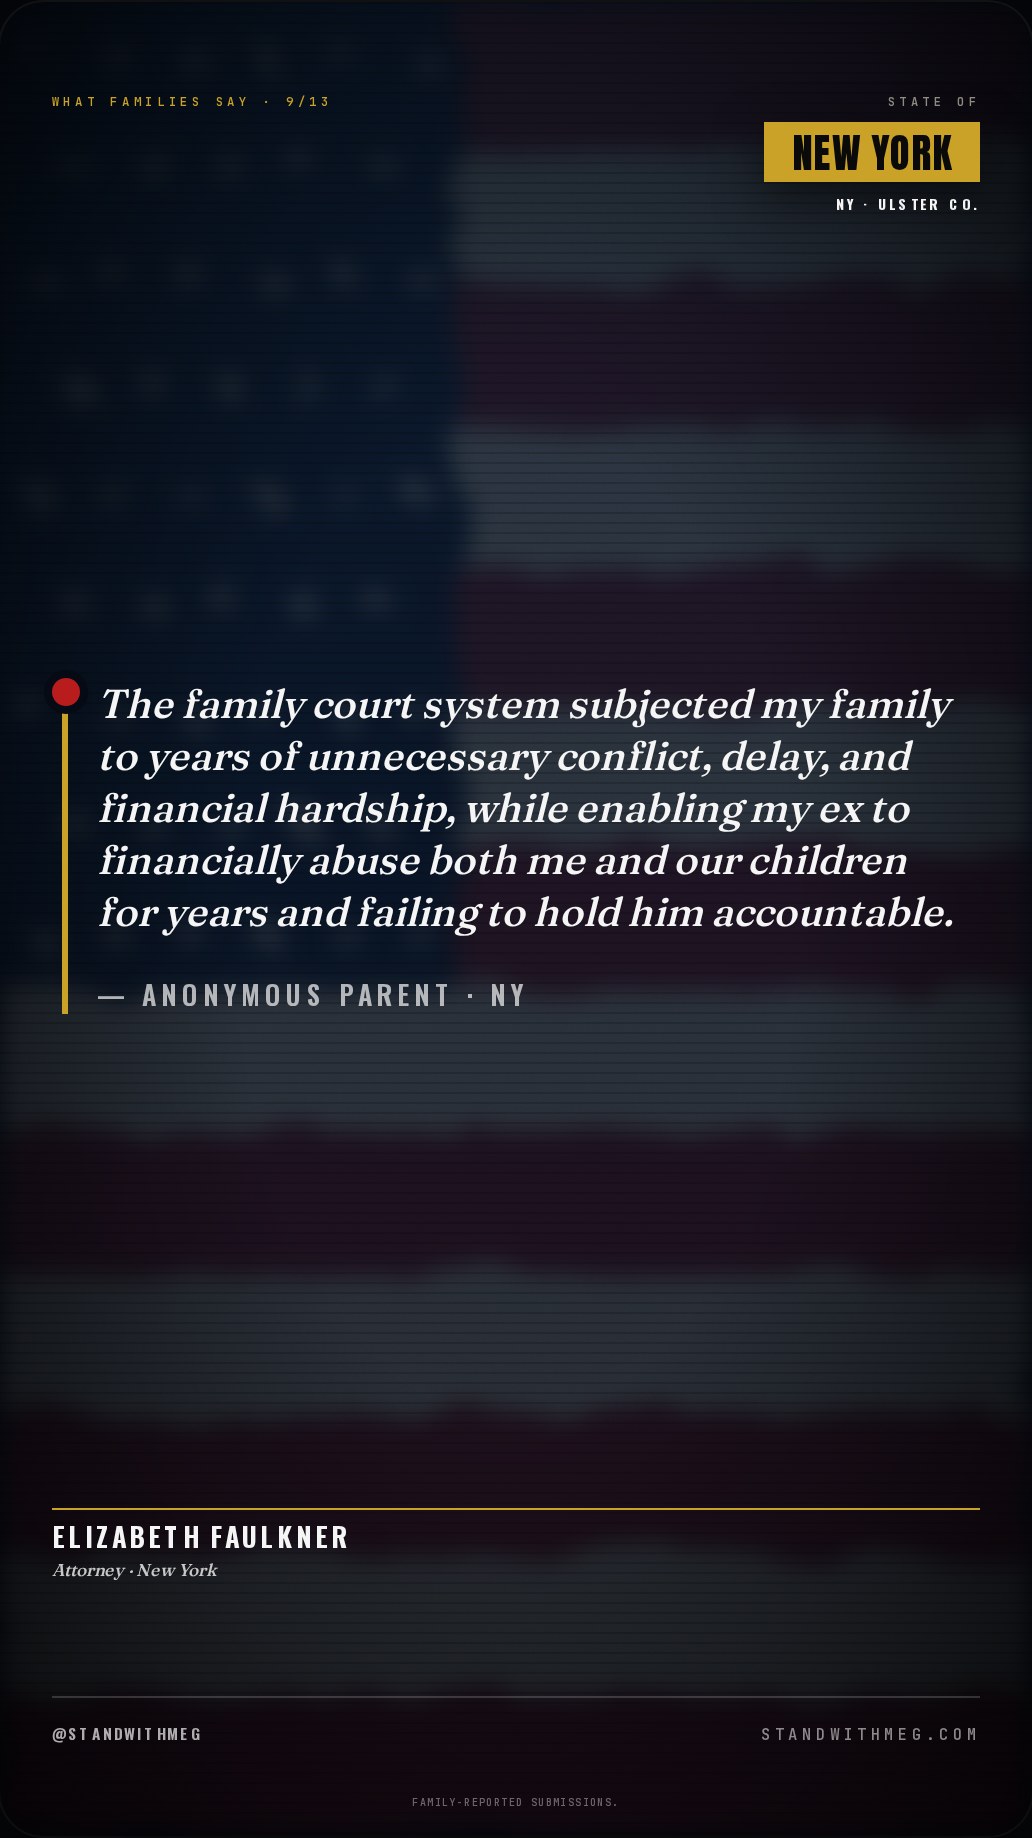 WHAT FAMILIES SAY · 9/13
STATE OF
NEW YORK
NY · ULSTER CO.
The family court system subjected my family
to years of unnecessary conflict, delay, and
financial hardship, while enabling my ex to
financially abuse both me and our children
for years and failing to hold him accountable.
— ANONYMOUS PARENT · NY
ELIZABETH FAULKNER
Attorney · New York
@STANDWITHMEG
STANDWITHMEG.COM
FAMILY-REPORTED SUBMISSIONS.